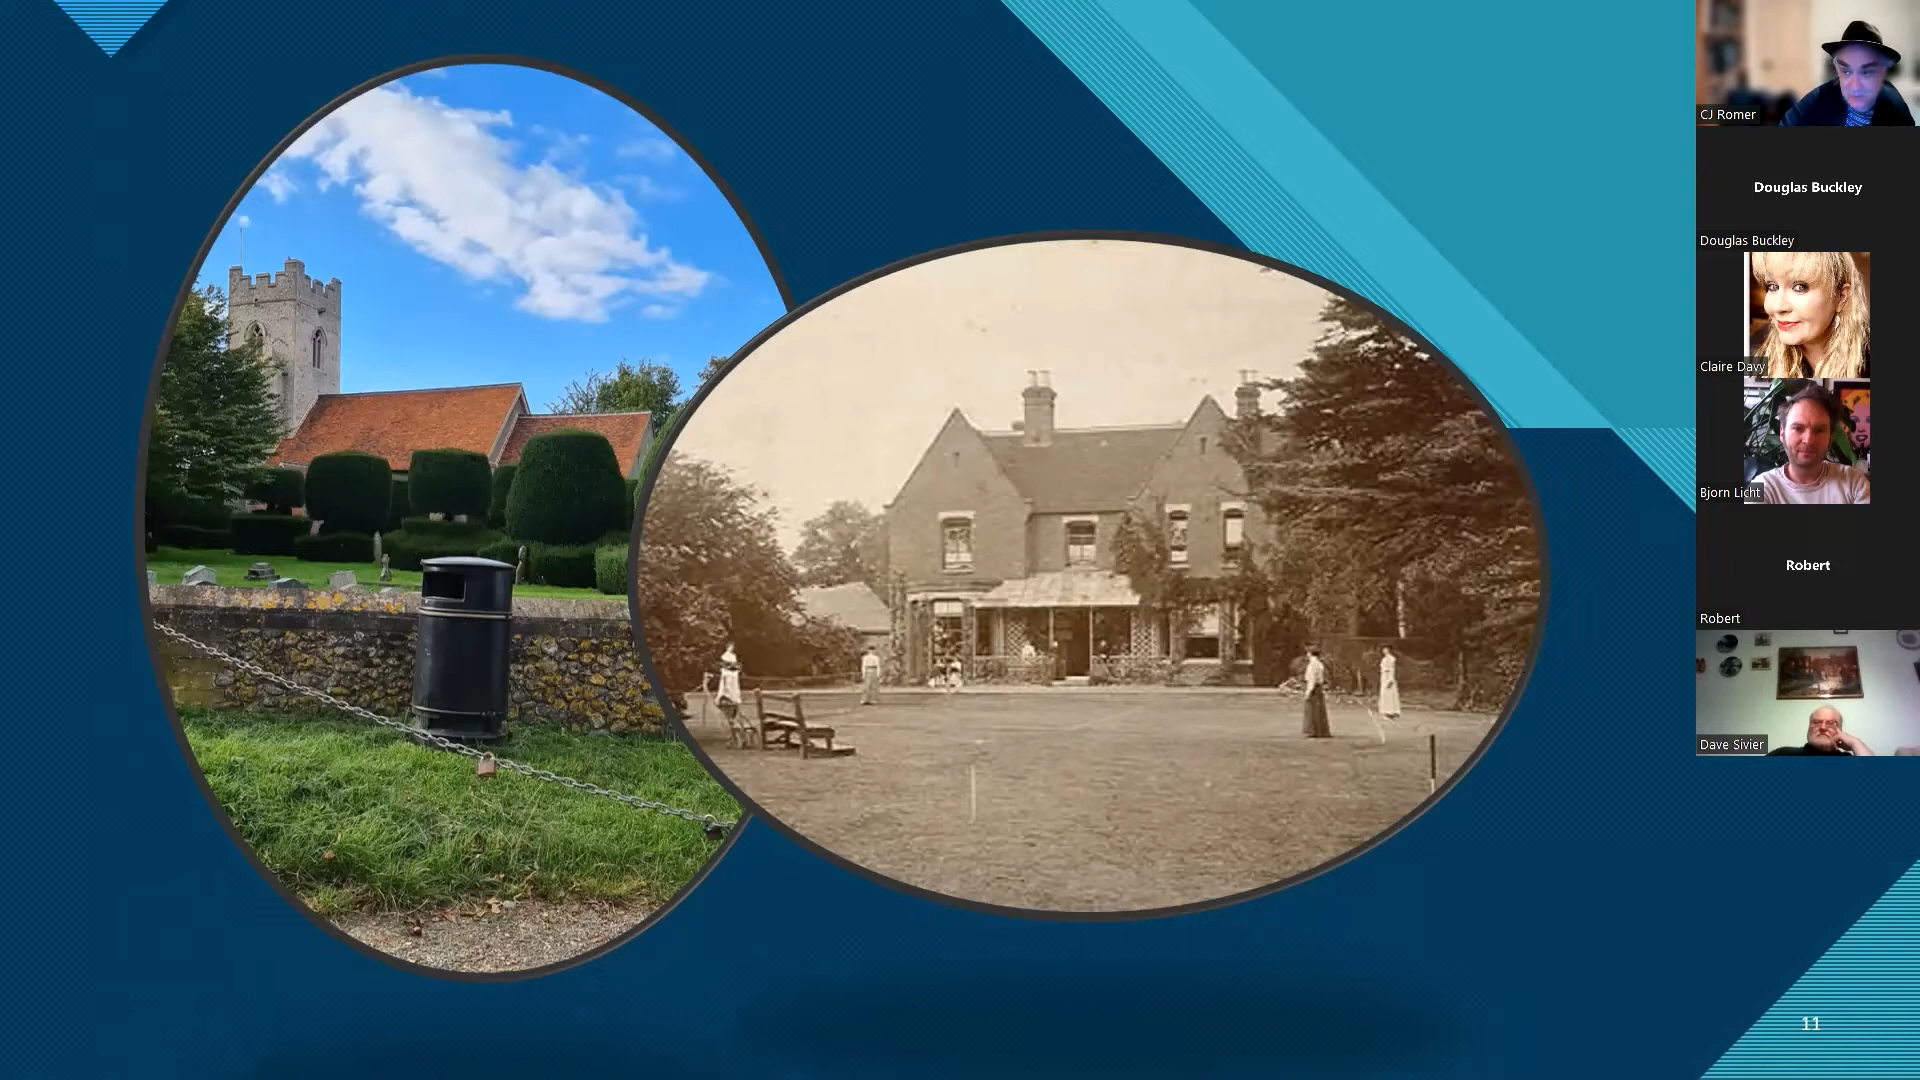 CJ Romer
Douglas Buckley
Douglas Buckley
Claire Davy
Bjorn Licht
Robert
Robert
Dave Sivier
11